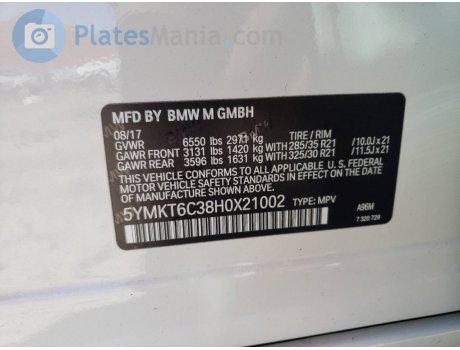 PlatesMania.com
MFD BY BMW M GMBH
08/17
GVWR 6550 lbs 2971 kg TIRE / RIM
GAWR FRONT 3131 lbs 1420 kg WITH 285/35 R21 /10.0J x 21
GAWR REAR 3596 lbs 1631 kg WITH 325/30 R21 /11.5J x 21
THIS VEHICLE CONFORMS TO ALL APPLICABLE U. S. FEDERAL
MOTOR VEHICLE SAFETY STANDARDS IN EFFECT ON THE
DATE OF MANUFACTURE SHOWN ABOVE.
5YMKT6C38H0X21002 TYPE: MPV
A96M
7 320 729